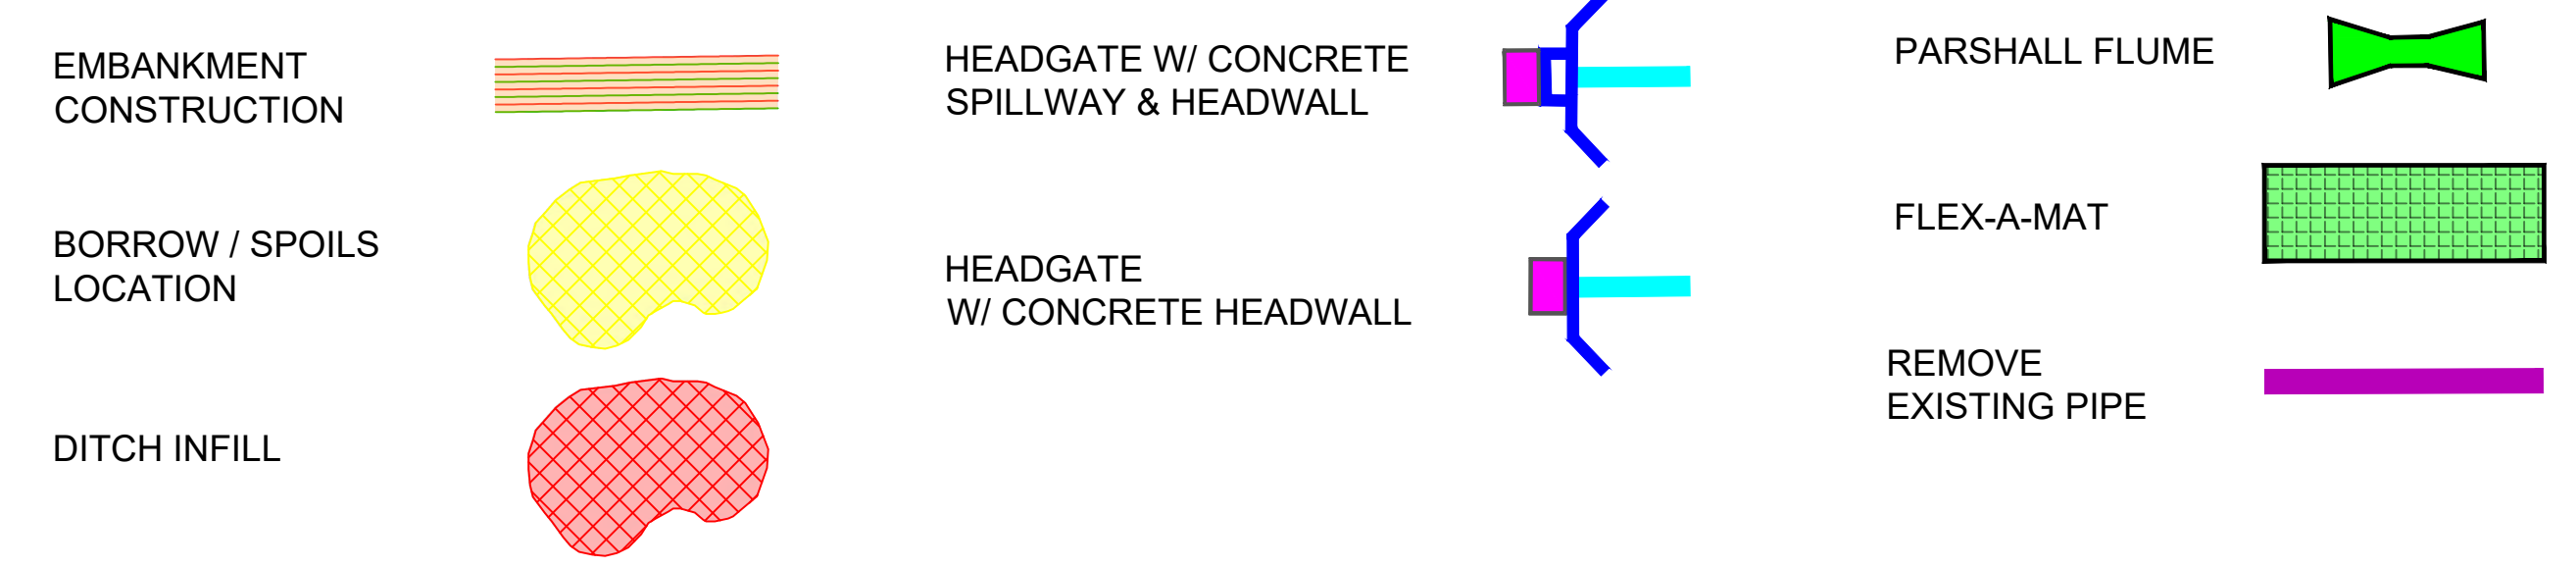 EMBANKMENT
CONSTRUCTION
BORROW / SPOILS
LOCATION
DITCH INFILL
HEADGATE W/ CONCRETE
SPILLWAY & HEADWALL
HEADGATE
W/ CONCRETE HEADWALL
PARSHALL FLUME
FLEX-A-MAT
REMOVE
EXISTING PIPE